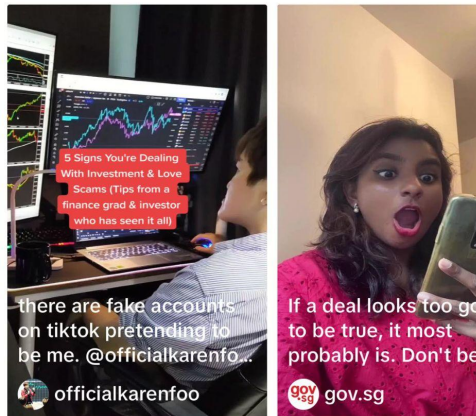 5 Signs You're Dealing
With Investment & Love
Scams (Tips from a
finance grad & investor
who has seen it all)
there are fake accounts
on tiktok pretending to
be me. @officialkarenfo...
officialkarenfoo
If a deal looks too go
to be true, it most
probably is. Don't be
gov
sg
gov.sg